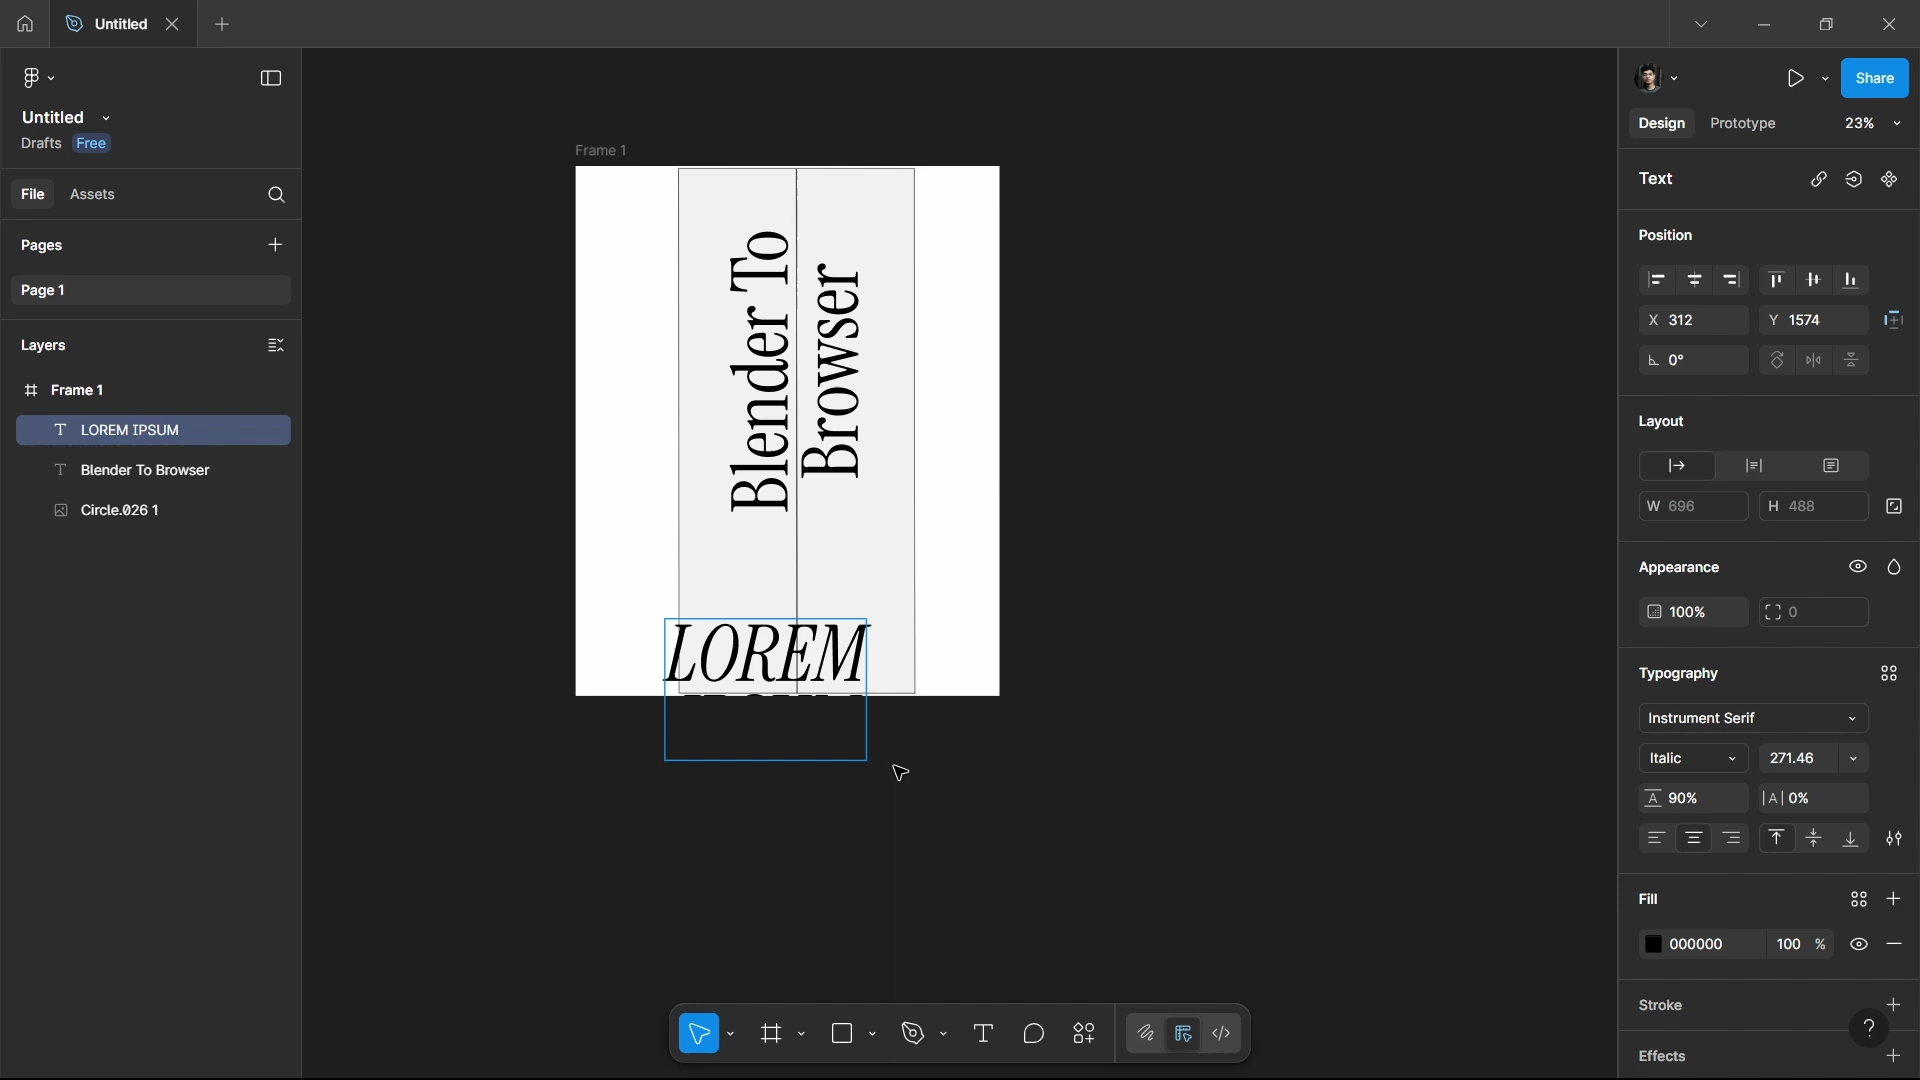 Untitled
Untitled
Drafts Free
File Assets
Pages
Page 1
Layers
Frame 1
LOREM IPSUM
Blender To Browser
Circle.026 1
Frame 1
Blender To
Browser
LOREM
Share
Design Prototype 23%
Text
Position
X 312 Y 1574
0°
Layout
W 696 H 488
Appearance
100% 0
Typography
Instrument Serif
Italic 271.46
A 90% |A| 0%
Fill
000000 100 %
Stroke
?
Effects